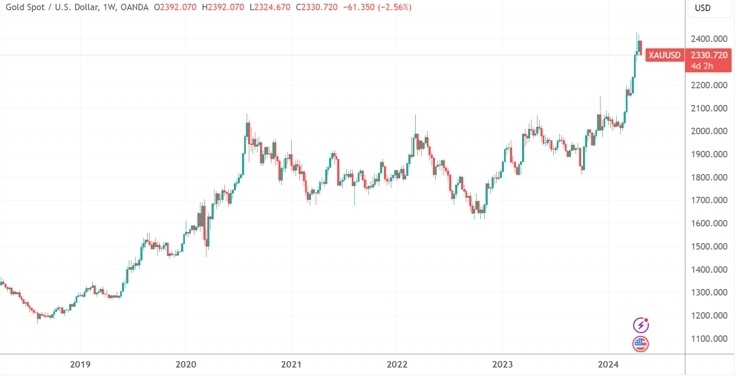 Gold Spot / U.S. Dollar, 1W, OANDA O2392.070 H2392.070 L2324.670 C2330.720 −61.350 (−2.56%)
USD
2400.000
XAUUSD 2330.720
4d 2h
2200.000
2100.000
2000.000
1900.000
1800.000
1700.000
1600.000
1500.000
1400.000
1300.000
1200.000
1100.000
2019 2020 2021 2022 2023 2024